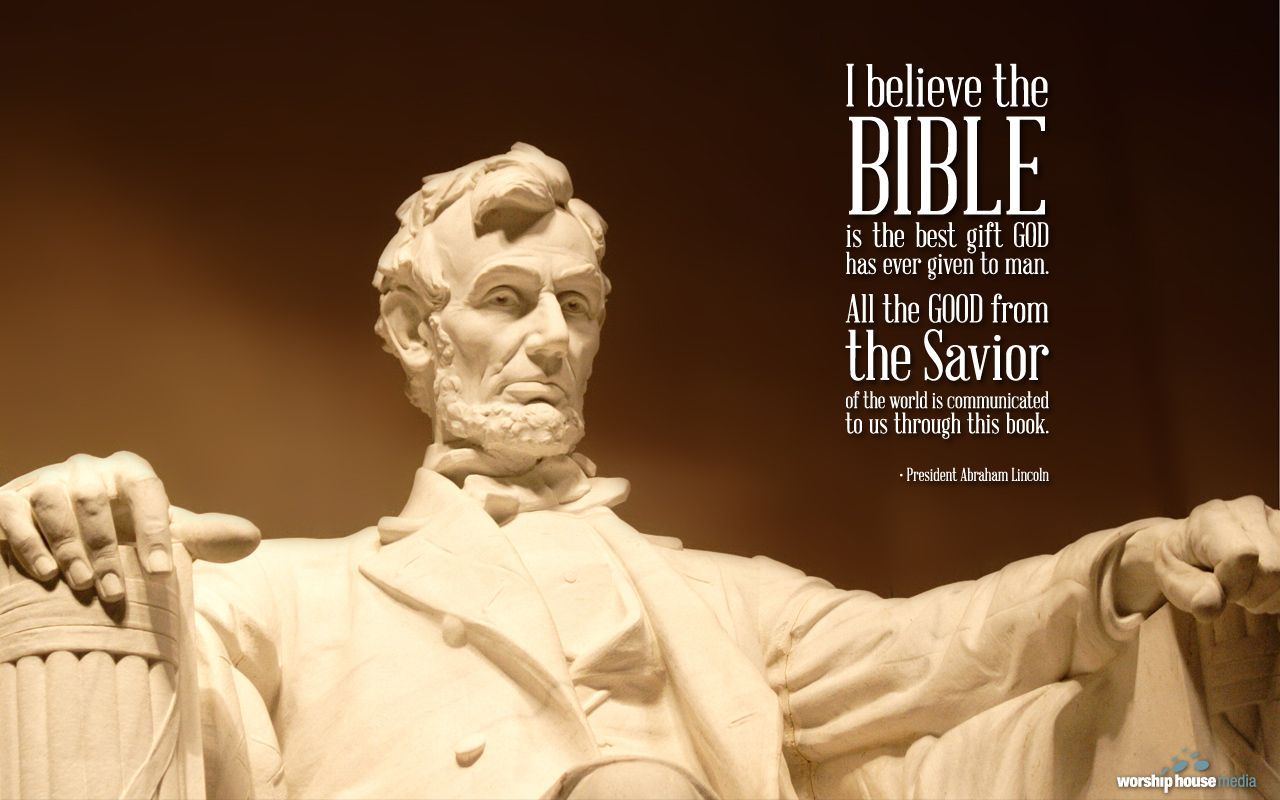 I believe the
BIBLE
is the best gift GOD
has ever given to man.
All the GOOD from
the Savior
of the world is communicated
to us through this book.
• President Abraham Lincoln
worship house media